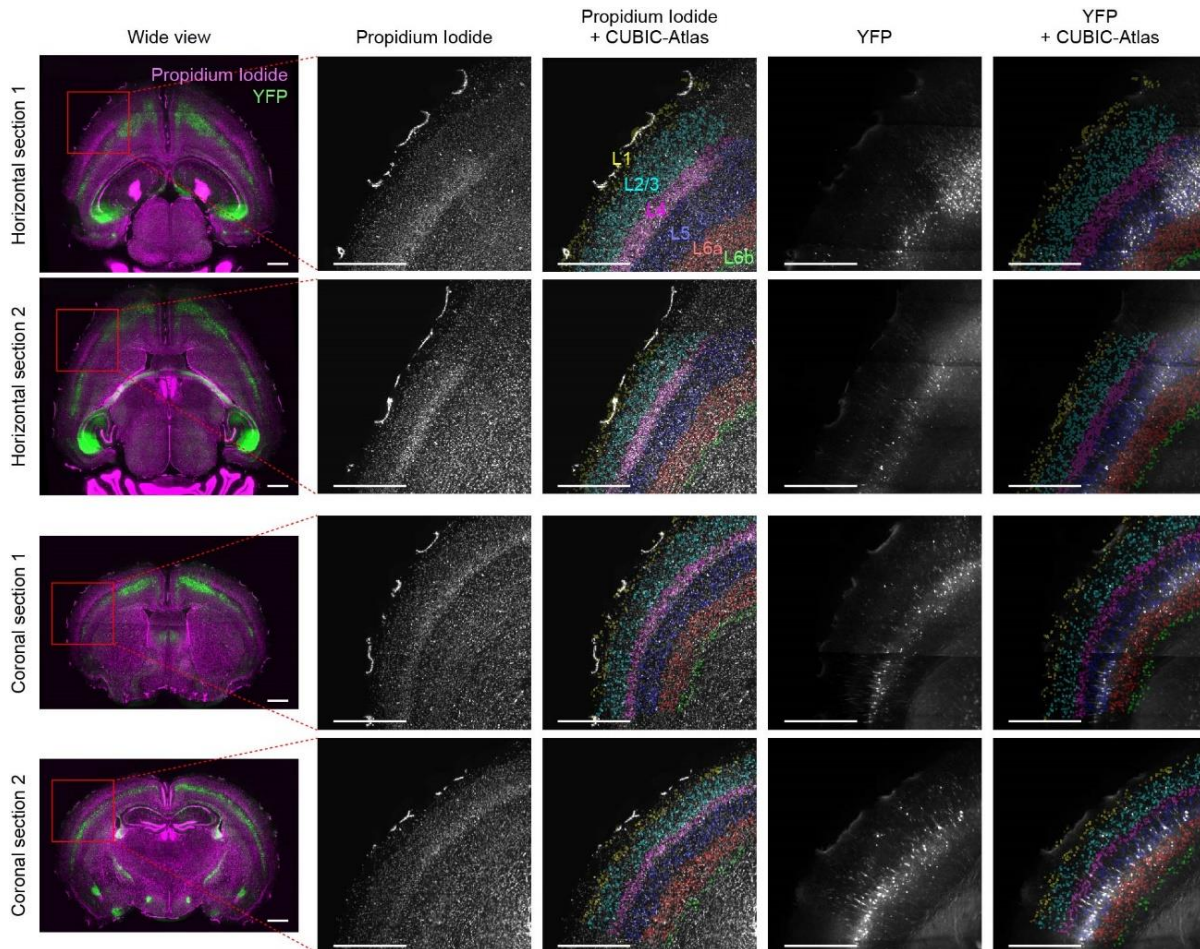 Wide view
Propidium Iodide
Propidium Iodide
+ CUBIC-Atlas
YFP
YFP
+ CUBIC-Atlas
Horizontal section 1
Propidium Iodide
YFP
L1
L2/3
L4
L5
L6a
L6b
Horizontal section 2
Coronal section 1
Coronal section 2